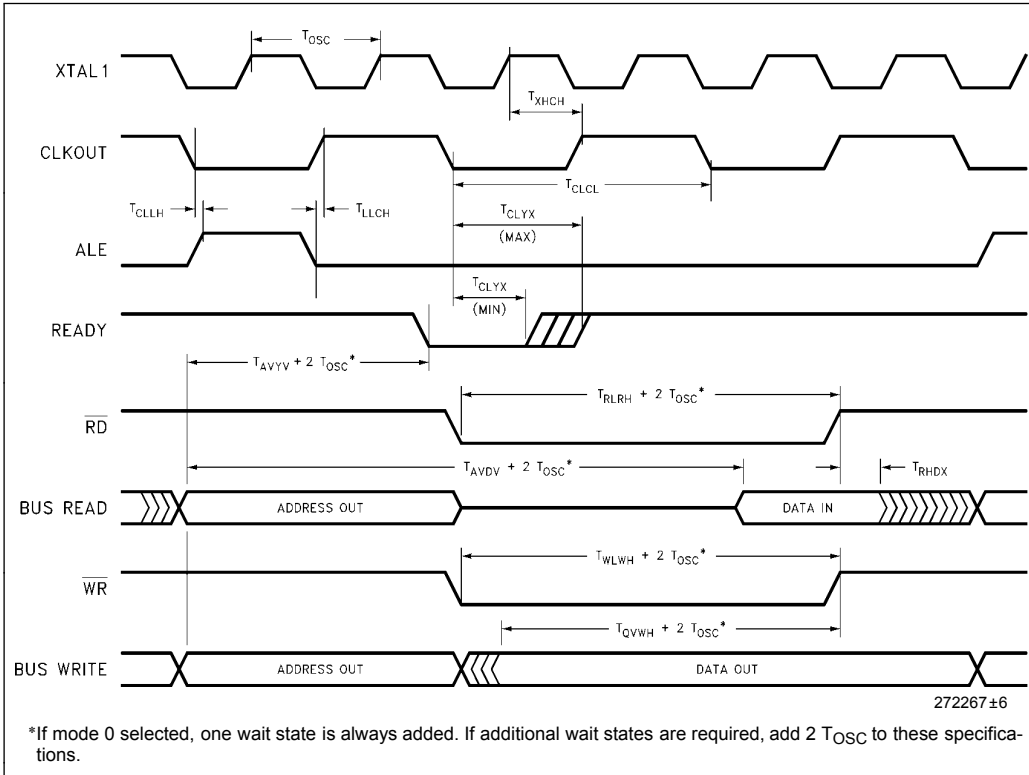 T_OSC
XTAL1
T_XHCH
CLKOUT
T_CLCL
T_CLLH
T_LLCH
T_CLYX
(MAX)
ALE
T_CLYX
(MIN)
READY
T_AVYV + 2 T_OSC*
T_RLRH + 2 T_OSC*
RD
T_AVDV + 2 T_OSC*
T_RHDX
BUS READ
ADDRESS OUT
DATA IN
T_WLWH + 2 T_OSC*
WR
T_QVWH + 2 T_OSC*
BUS WRITE
ADDRESS OUT
DATA OUT
272267±6
*If mode 0 selected, one wait state is always added. If additional wait states are required, add 2 T_OSC to these specifica-
tions.